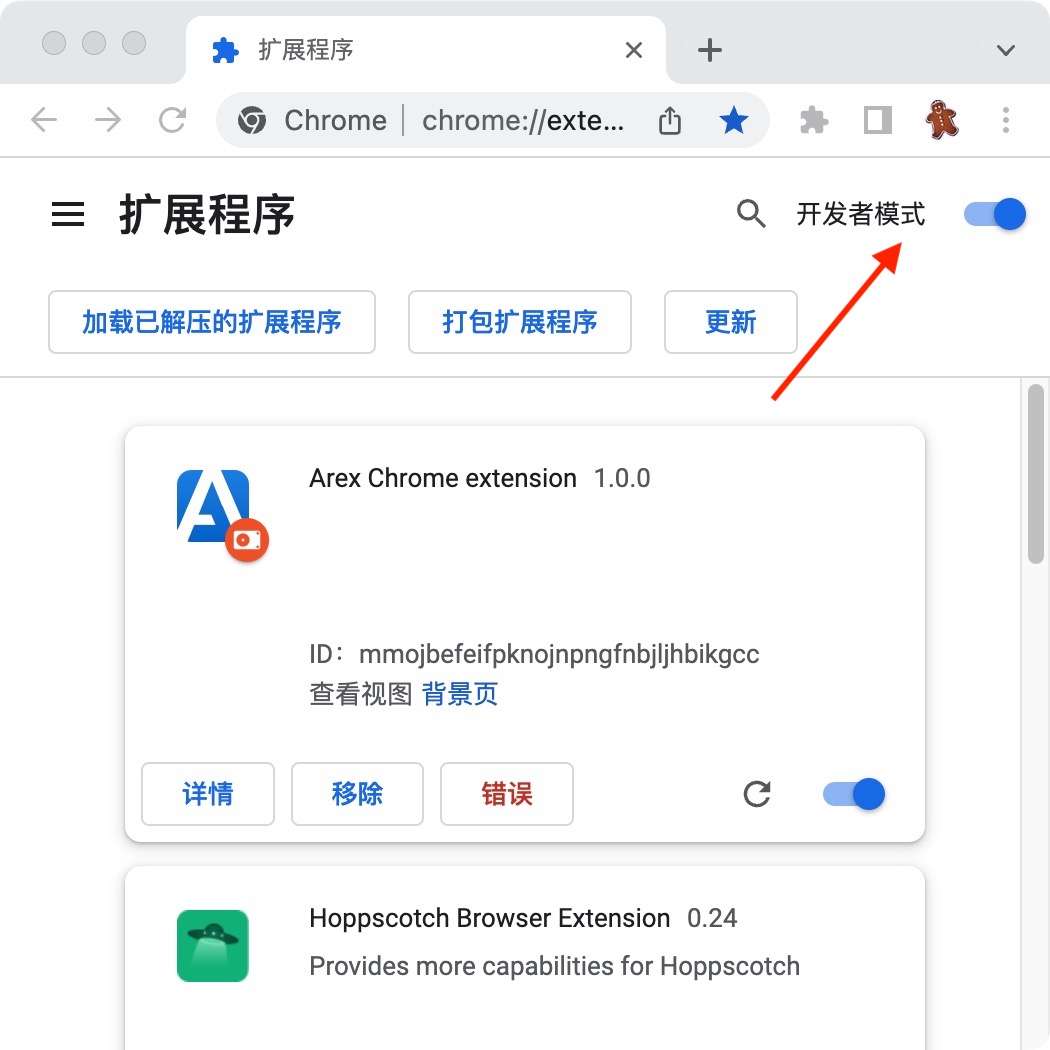 扩展程序
Chrome chrome://exte...
扩展程序 开发者模式
加载已解压的扩展程序 打包扩展程序 更新
Arex Chrome extension 1.0.0
ID：mmojbefeifpknojnpngfnbjljhbikgcc
查看视图 背景页
详情 移除 错误
Hoppscotch Browser Extension 0.24
Provides more capabilities for Hoppscotch